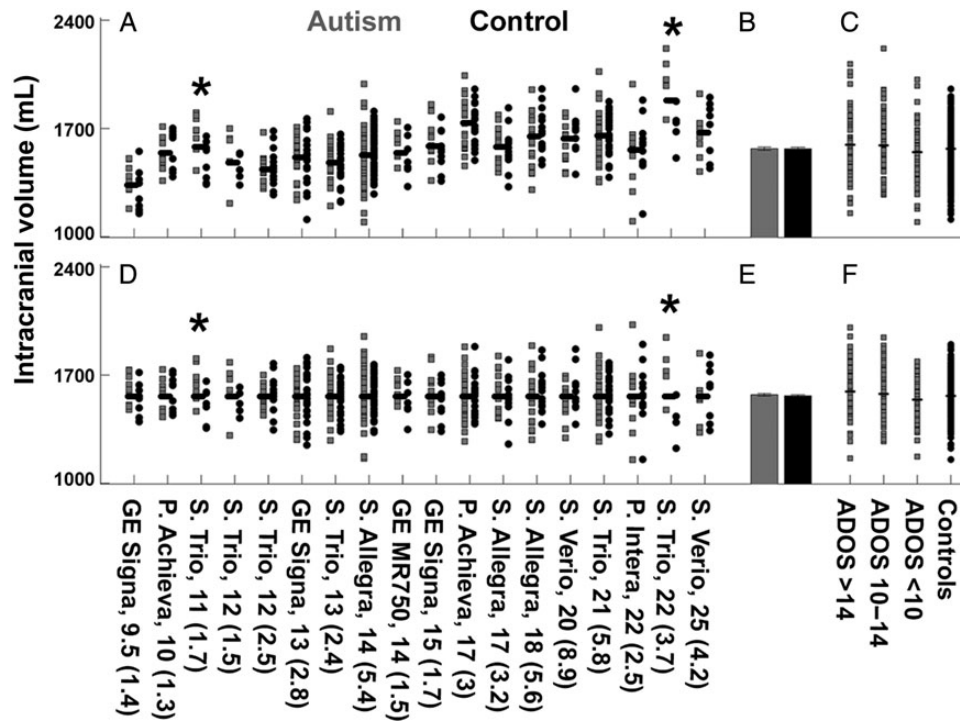 A
Autism
Control
B
C
Intracranial volume (mL)
2400
1700
1000
*
*
D
E
F
2400
1700
1000
*
*
GE Signa, 9.5 (1.4)
P. Achieva, 10 (1.3)
S. Trio, 11 (1.7)
S. Trio, 12 (1.5)
S. Trio, 12 (2.5)
GE Signa, 13 (2.8)
S. Trio, 13 (2.4)
S. Allegra, 14 (5.4)
GE MR750, 14 (1.5)
GE Signa, 15 (1.7)
P. Achieva, 17 (3)
S. Allegra, 17 (3.2)
S. Allegra, 18 (5.6)
S. Verio, 20 (8.9)
S. Trio, 21 (5.8)
P. Intera, 22 (2.5)
S. Trio, 22 (3.7)
S. Verio, 25 (4.2)
ADOS >14
ADOS 10–14
ADOS <10
Controls